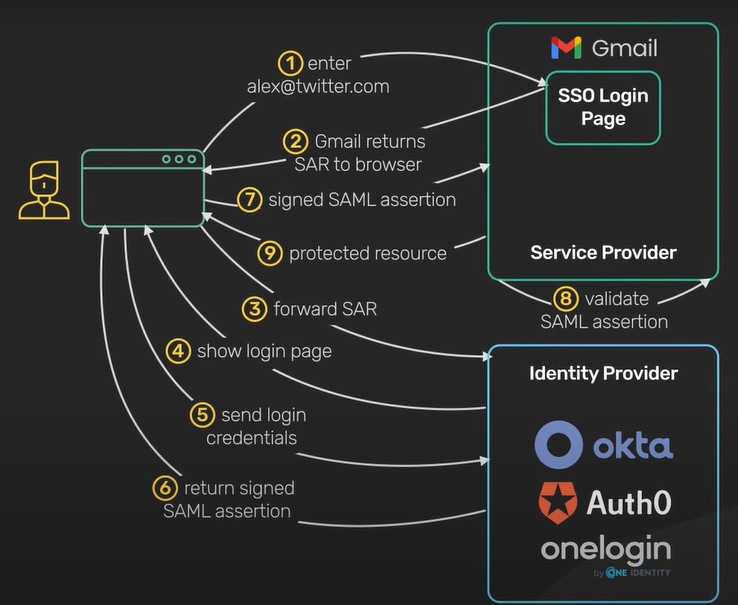 Gmail
1 enter
alex@twitter.com
SSO Login
Page
2 Gmail returns
SAR to browser
7 signed SAML assertion
9 protected resource
Service Provider
8 validate
SAML assertion
3 forward SAR
4 show login page
Identity Provider
5 send login
credentials
okta
6 return signed
SAML assertion
Auth0
onelogin
by ONE IDENTITY